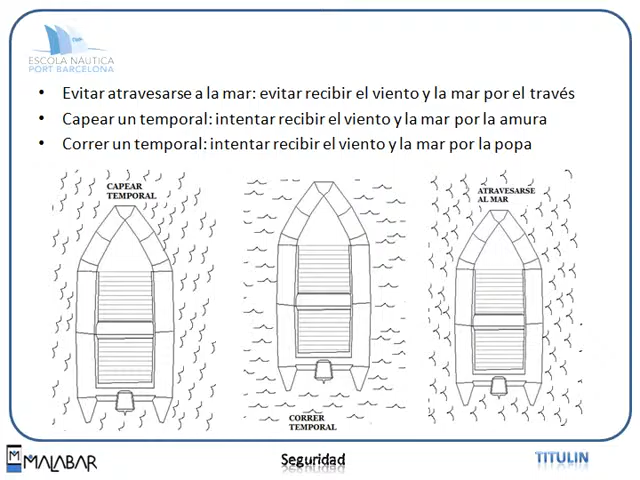 ESCOLA NÀUTICA
PORT BARCELONA
• Evitar atravesarse a la mar: evitar recibir el viento y la mar por el través
• Capear un temporal: intentar recibir el viento y la mar por la amura
• Correr un temporal: intentar recibir el viento y la mar por la popa
CAPEAR
TEMPORAL
ATRAVESARSE
AL MAR
CORRER
TEMPORAL
MALABAR
Seguridad
TITULIN